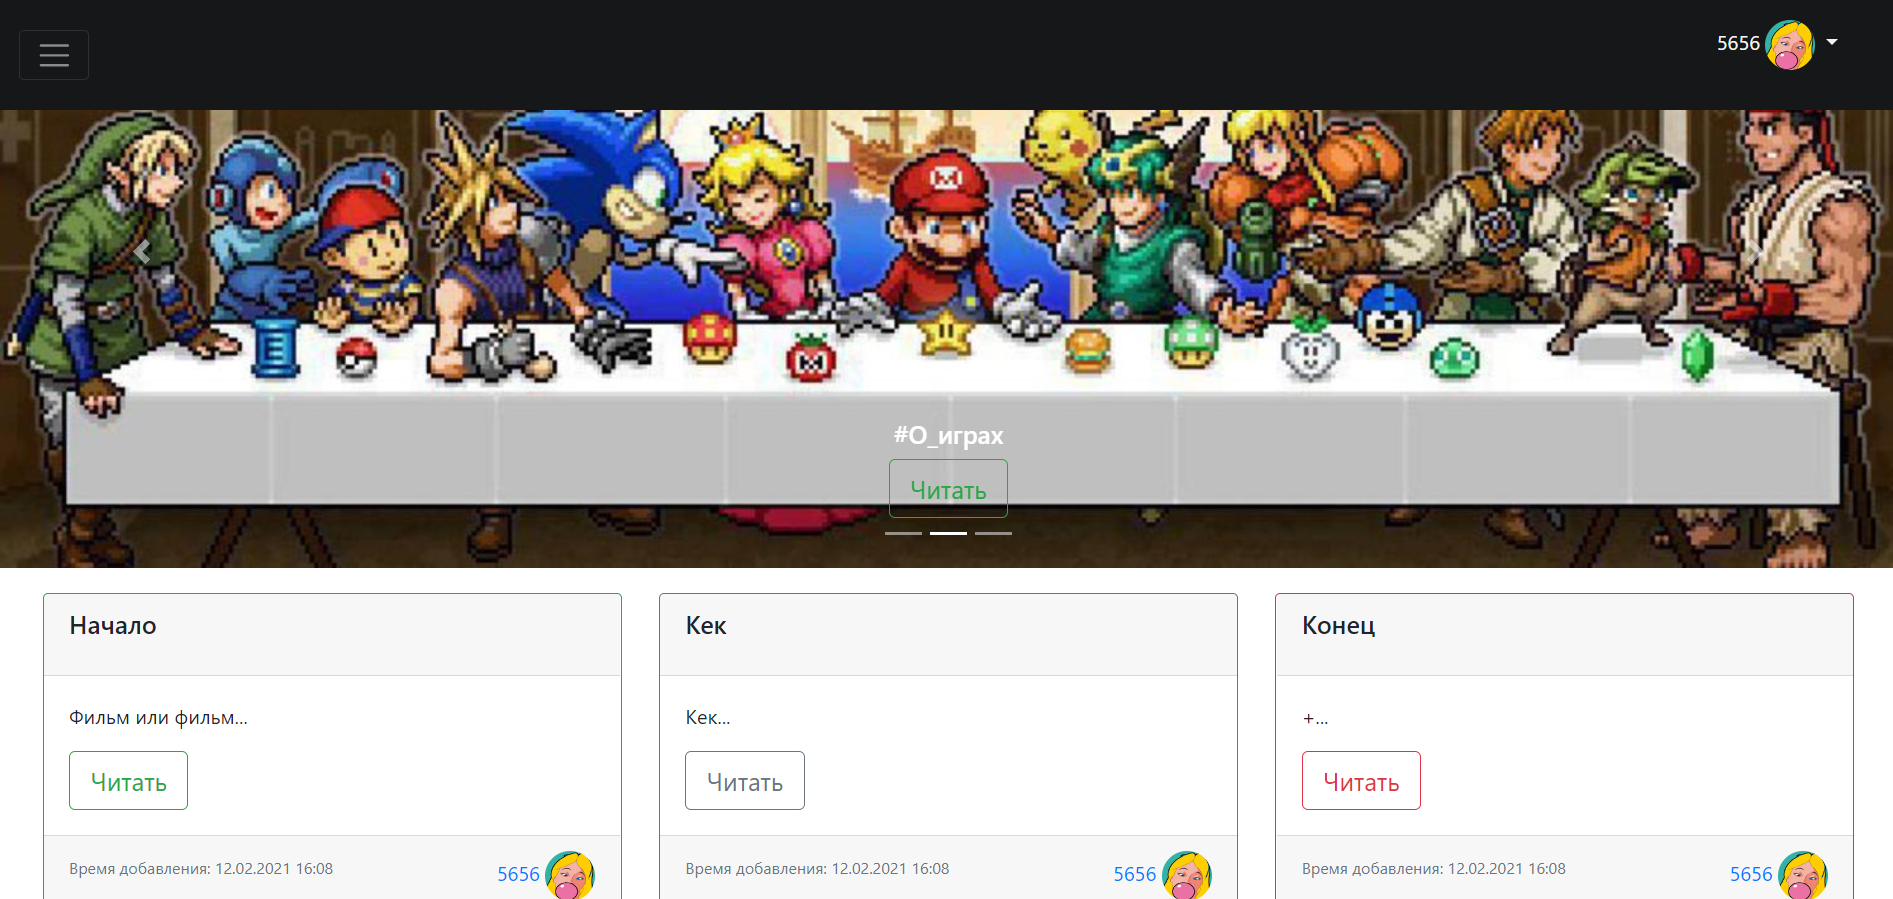 5656
#О_играх
Читать
Начало
Кек
Конец
Фильм или фильм...
Кек...
+...
Читать
Читать
Читать
Время добавления: 12.02.2021 16:08
5656
Время добавления: 12.02.2021 16:08
5656
Время добавления: 12.02.2021 16:08
5656